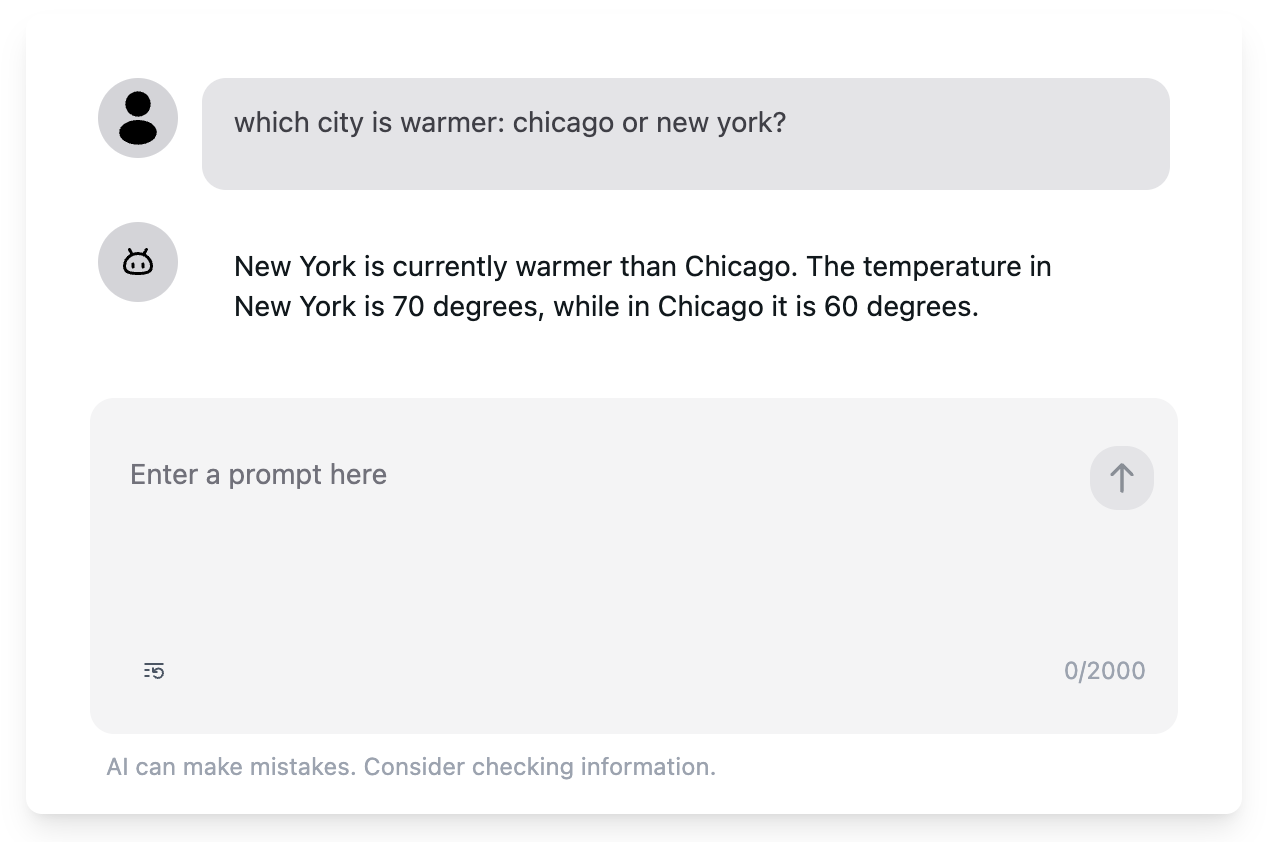 which city is warmer: chicago or new york?
New York is currently warmer than Chicago. The temperature in
New York is 70 degrees, while in Chicago it is 60 degrees.
Enter a prompt here
0/2000
AI can make mistakes. Consider checking information.